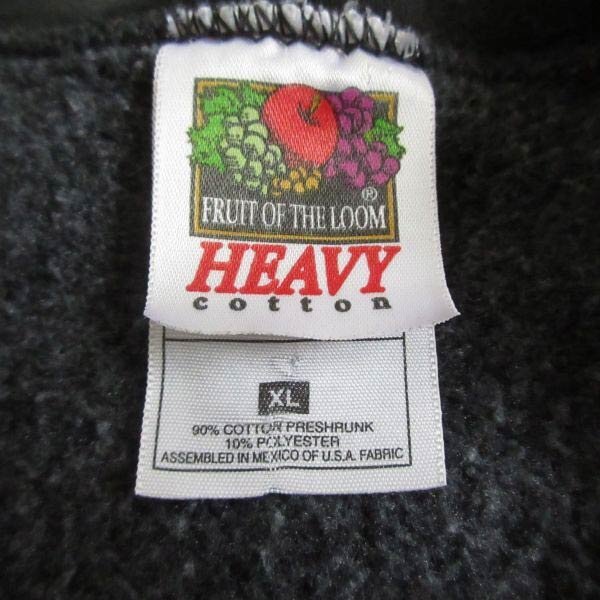 ®
FRUIT OF THE LOOM
HEAVY
cotton
XL
90% COTTON PRESHRUNK
10% POLYESTER
ASSEMBLED IN MEXICO OF U.S.A. FABRIC